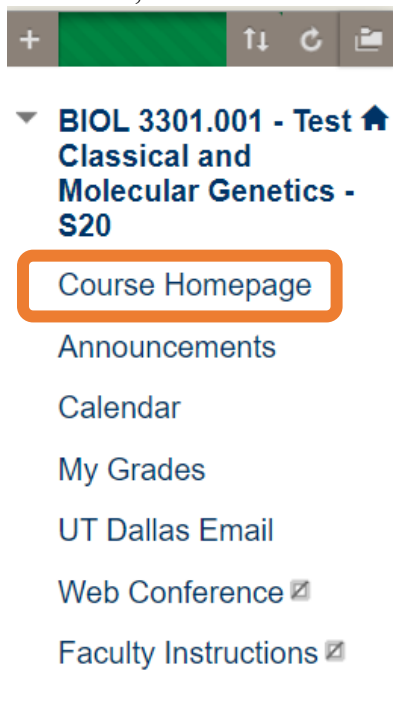 BIOL 3301.001 - Test
Classical and
Molecular Genetics -
S20
Course Homepage
Announcements
Calendar
My Grades
UT Dallas Email
Web Conference
Faculty Instructions